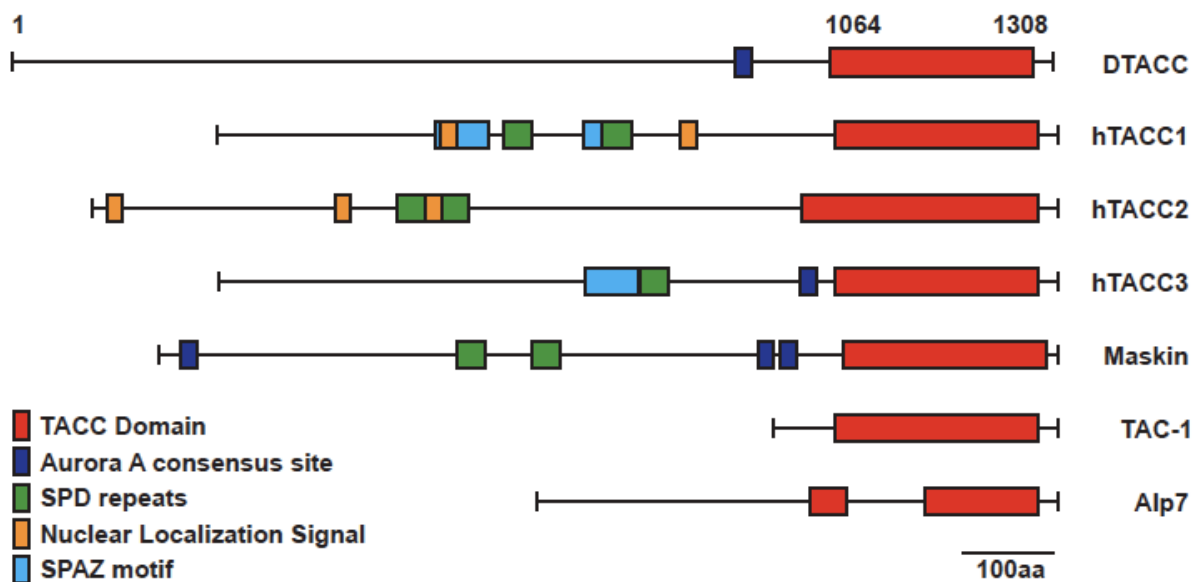 1 1064 1308
DTACC
hTACC1
hTACC2
hTACC3
Maskin
TACC Domain
TAC-1
Aurora A consensus site
SPD repeats
Alp7
Nuclear Localization Signal
SPAZ motif
100aa